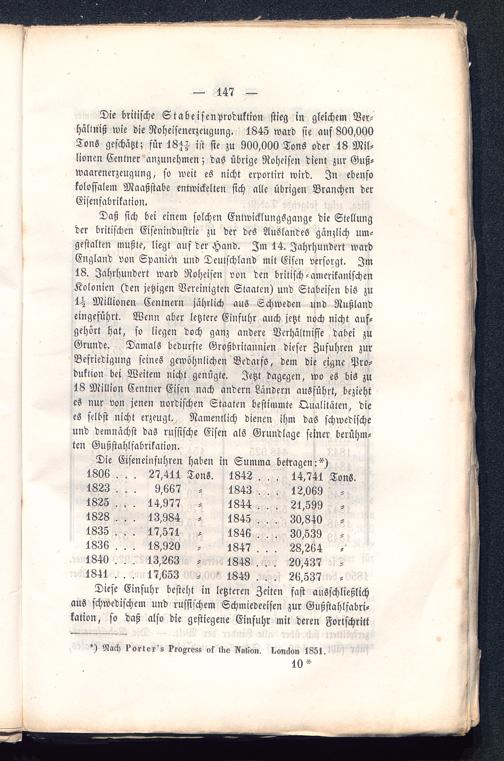 — 147 —
Die britische Stabeisenproduktion stieg in gleichem Ver-
hältniß wie die Roheisenerzeugung. 1845 ward sie auf 800,000
Tons geschätzt; für 18 ist sie zu 900,000 Tons oder 18 Mil-
lionen Centner anzunehmen; das übrige Roheisen dient zur Guß-
waarenerzeugung, so weit es nicht exportirt wird. In ebenso
kolossalem Maaßstabe entwickelten sich alle übrigen Branchen der
Eisenfabrikation.
Daß sich bei einem solchen Entwicklungsgange die Stellung
der britischen Eisenindustrie zu der des Auslandes gänzlich um-
gestalten mußte, liegt auf der Hand. Im 14. Jahrhundert ward
England von Spanien und Deutschland mit Eisen versorgt. Im
18. Jahrhundert ward Roheisen von den britisch-amerikanischen
Kolonien (den jetzigen Vereinigten Staaten) und Stabeisen bis zu
1½ Millionen Centnern jährlich aus Schweden und Rußland
eingeführt. Wenn aber letztere Einfuhr auch jetzt noch nicht auf-
gehört hat, so liegen doch ganz andere Verhältnisse dabei zu
Grunde. Damals bedurfte Großbritannien dieser Zufuhren zur
Befriedigung seines gewöhnlichen Bedarfs, dem die eigne Pro-
duktion bei Weitem nicht genügte. Jetzt dagegen, wo es bis zu
18 Million Centner Eisen nach andern Ländern ausführt, bezieht
es nur von jenen nordischen Staaten bestimmte Qualitäten, die
es selbst nicht erzeugt. Namentlich dienen ihm das schwedische
und demnächst das russische Eisen als Grundlage seiner berühm-
ten Gußstahlfabrikation.
Die Eiseneinfuhren haben in Summa betragen:*)
1806 . . . 27,411 Tons. 1842 . . . 14,741 Tons.
1823 . . . 9,667 „ 1843 . . . 12,069 „
1825 . . . 14,977 „ 1844 . . . 21,599 „
1828 . . . 13,984 „ 1845 . . . 30,840 „
1835 . . . 17,571 „ 1846 . . . 30,539 „
1836 . . . 18,920 „ 1847 . . . 28,264 „
1840 . . . 13,263 „ 1848 . . . 20,437 „
1841 . . . 17,653 „ 1849 . . . 26,537 „
Diese Einfuhr besteht in letzteren Zeiten fast ausschließlich
aus schwedischem und russischem Schmiedeeisen zur Gußstahlfabri-
kation, so daß also die gestiegene Einfuhr mit deren Fortschritt
*) Nach Porter's Progress of the Nation. London 1851.
10*